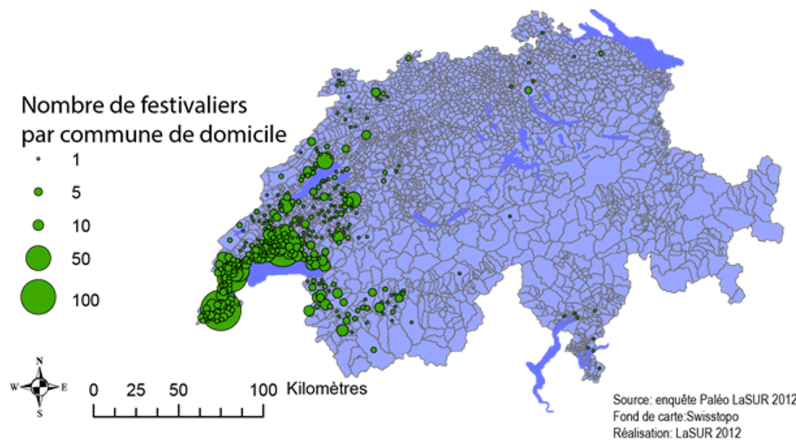 Nombre de festivaliers
par commune de domicile
1
5
10
50
100
N
W E
S
0 25 50 100 Kilomètres
Source: enquête Paléo LaSUR 2012
Fond de carte:Swisstopo
Réalisation: LaSUR 2012